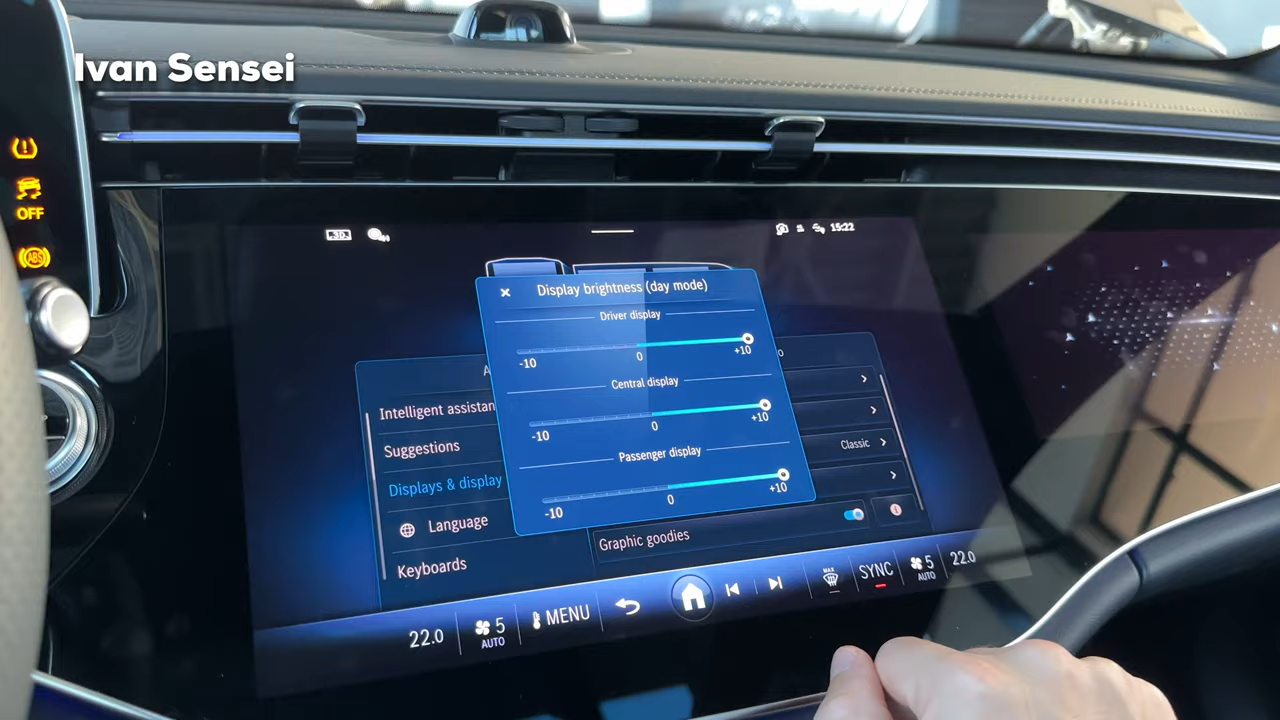 Ivan Sensei
OFF
ABS
15:22
Display brightness (day mode)
Driver display
-10
0
+10
Central display
-10
0
+10
Passenger display
-10
0
+10
Intelligent assistan
Suggestions
Displays & display
Language
Keyboards
Classic
Graphic goodies
22.0
5
AUTO
MENU
MAX
SYNC
5
AUTO
22.0